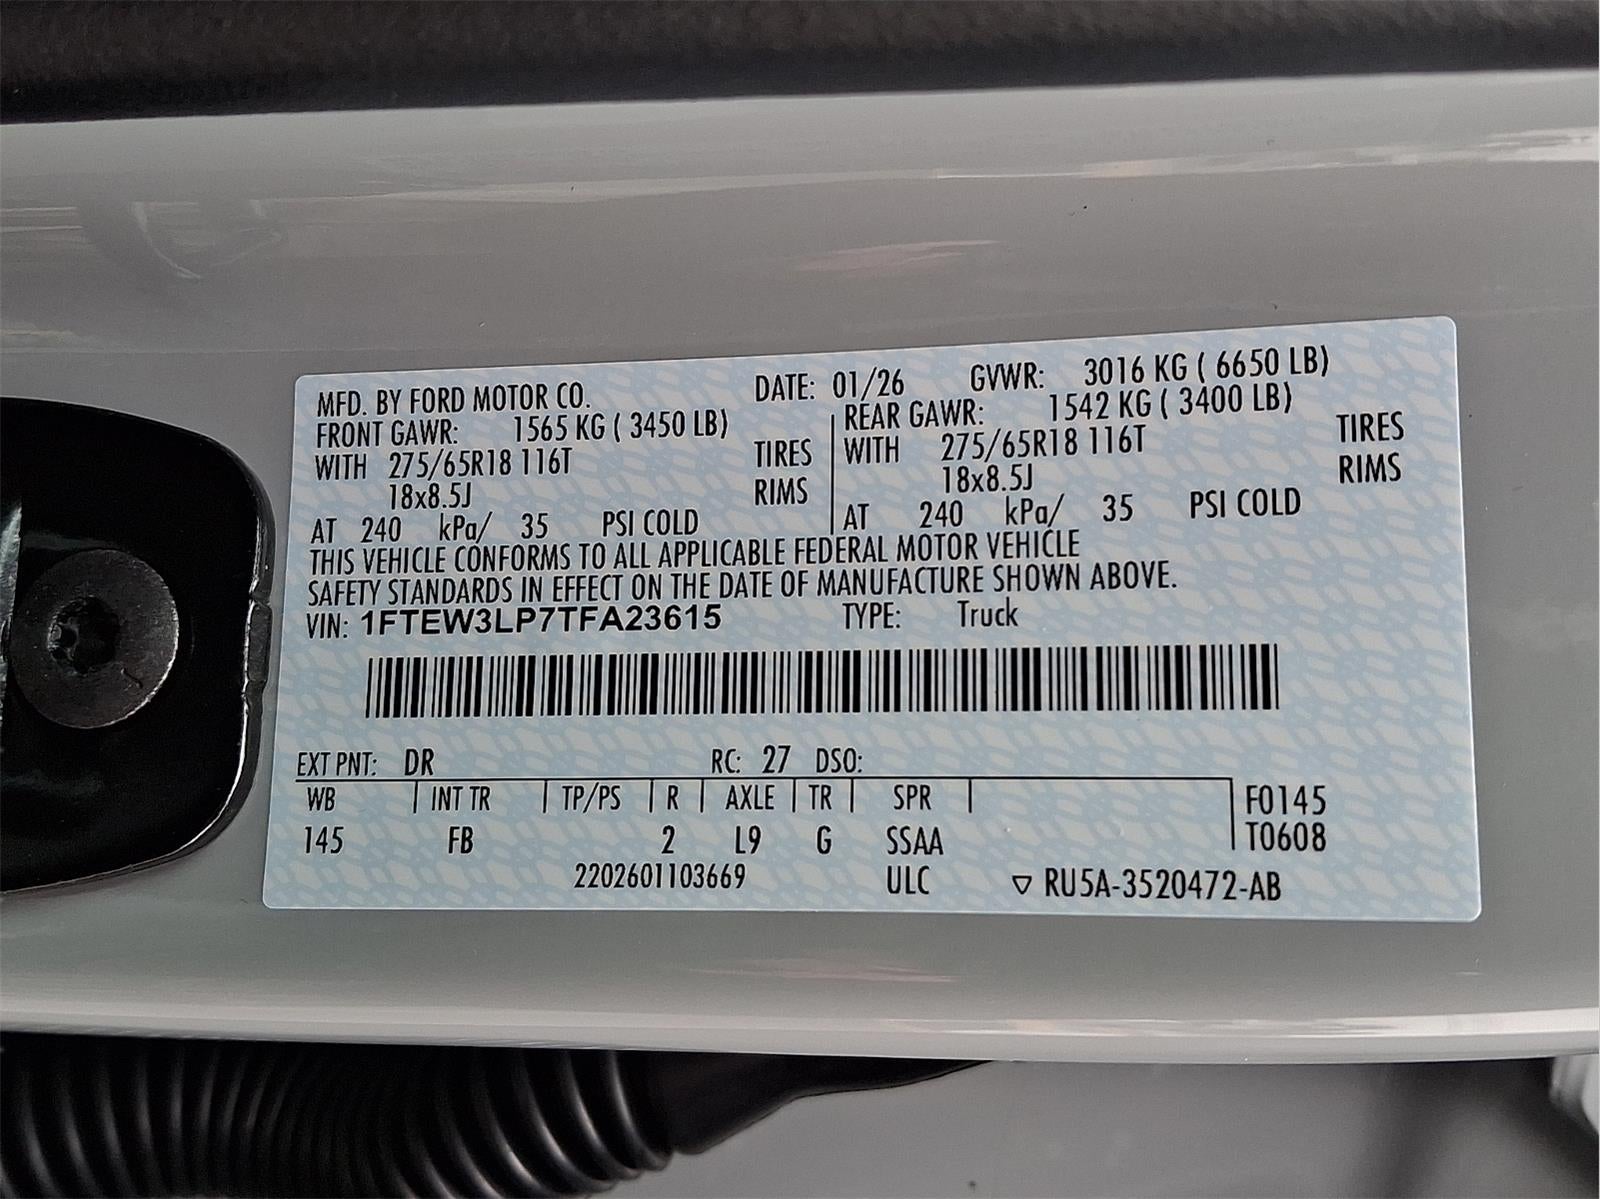 MFD. BY FORD MOTOR CO. DATE: 01/26 GVWR: 3016 KG ( 6650 LB)
FRONT GAWR: 1565 KG ( 3450 LB) REAR GAWR: 1542 KG ( 3400 LB)
WITH 275/65R18 116T TIRES WITH 275/65R18 116T TIRES
18x8.5J RIMS 18x8.5J RIMS
AT 240 kPa/ 35 PSI COLD AT 240 kPa/ 35 PSI COLD
THIS VEHICLE CONFORMS TO ALL APPLICABLE FEDERAL MOTOR VEHICLE
SAFETY STANDARDS IN EFFECT ON THE DATE OF MANUFACTURE SHOWN ABOVE.
VIN: 1FTEW3LP7TFA23615 TYPE: Truck
EXT PNT: DR RC: 27 DSO:
WB INT TR TP/PS R AXLE TR SPR F0145
145 FB 2 L9 G SSAA T0608
2202601103669 ULC ▽ RU5A-3520472-AB